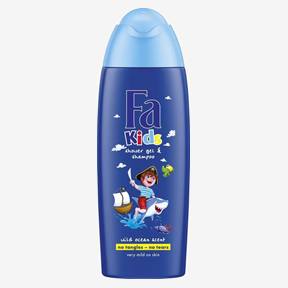 Fa
Kids
shower gel &
shampoo
wild ocean scent
no tangles – no tears
very mild on skin